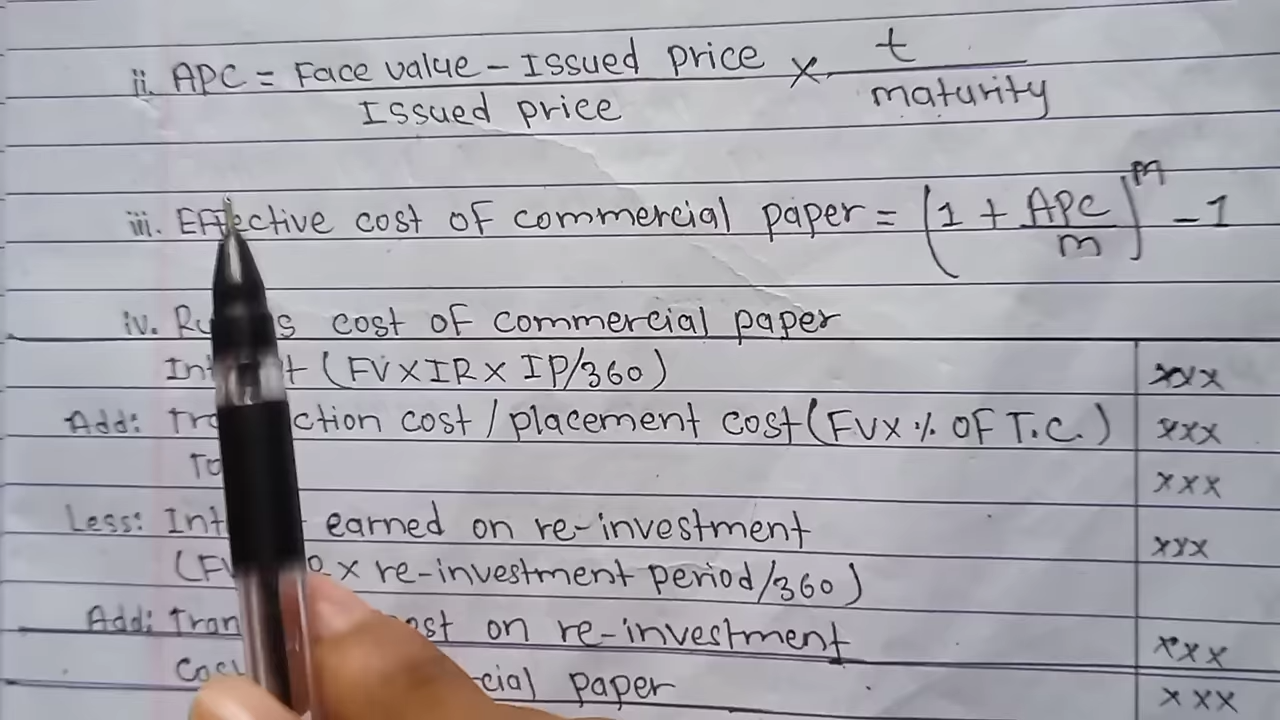 ii. APC = Face value - Issued price / Issued price × t / maturity
iii. Effective cost of commercial paper = (1 + APC / m)^m - 1
iv. cost of commercial paper
(FV X IR X IP/360) xxx
Add: cost / placement cost (FVX % OF T.C.) xxx
xxx
Less: earned on re-investment xxx
x re-investment period/360)
Add: on re-investment xxx
paper xxx